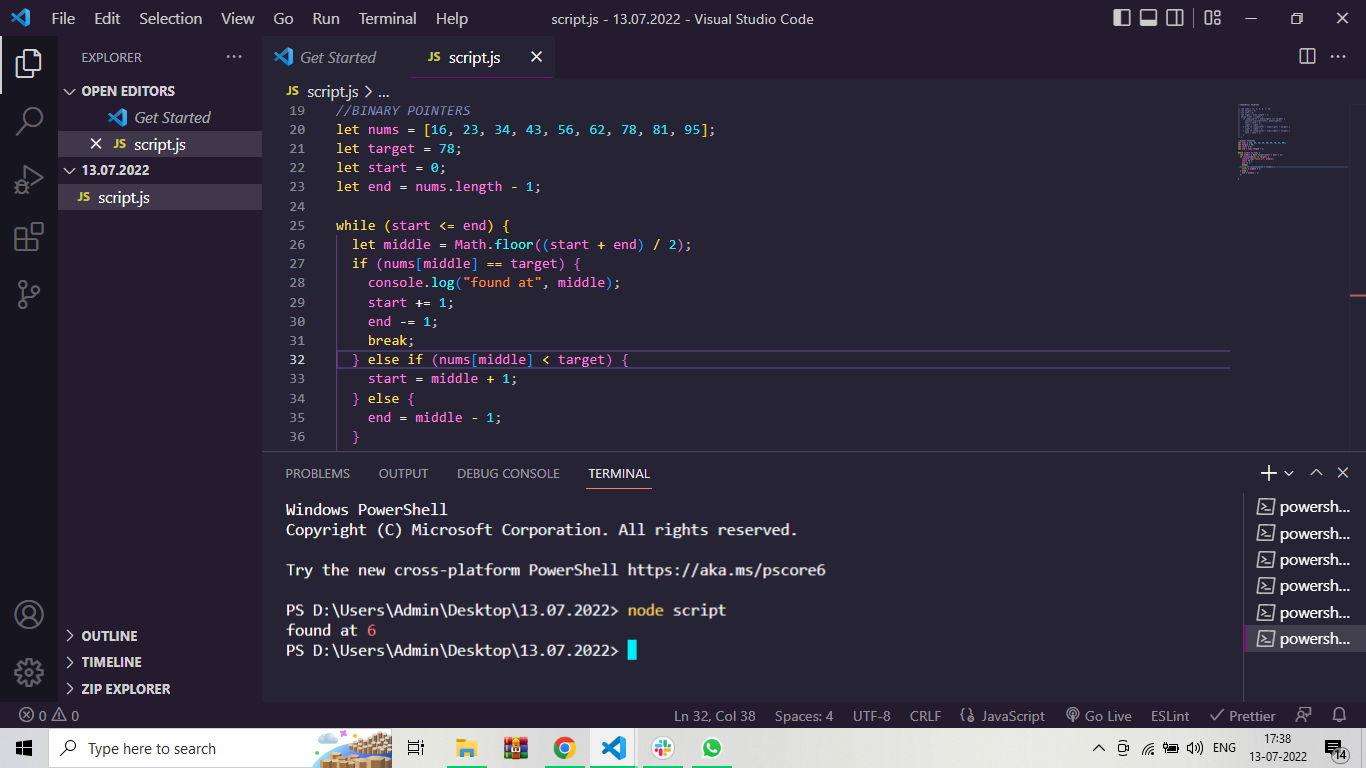 File Edit Selection View Go Run Terminal Help script.js - 13.07.2022 - Visual Studio Code
EXPLORER
OPEN EDITORS
Get Started
JS script.js
13.07.2022
JS script.js
OUTLINE
TIMELINE
ZIP EXPLORER
Get Started JS script.js
JS script.js > ...
19 //BINARY POINTERS
20 let nums = [16, 23, 34, 43, 56, 62, 78, 81, 95];
21 let target = 78;
22 let start = 0;
23 let end = nums.length - 1;
24
25 while (start <= end) {
26 let middle = Math.floor((start + end) / 2);
27 if (nums[middle] == target) {
28 console.log("found at", middle);
29 start += 1;
30 end -= 1;
31 break;
32 } else if (nums[middle] < target) {
33 start = middle + 1;
34 } else {
35 end = middle - 1;
36 }
PROBLEMS OUTPUT DEBUG CONSOLE TERMINAL
Windows PowerShell
Copyright (C) Microsoft Corporation. All rights reserved.
Try the new cross-platform PowerShell https://aka.ms/pscore6
PS D:\Users\Admin\Desktop\13.07.2022> node script
found at 6
PS D:\Users\Admin\Desktop\13.07.2022>
powersh...
powersh...
powersh...
powersh...
powersh...
powersh...
0 0 Ln 32, Col 38 Spaces: 4 UTF-8 CRLF JavaScript Go Live ESLint Prettier
Type here to search
ENG
17:38
13-07-2022
14